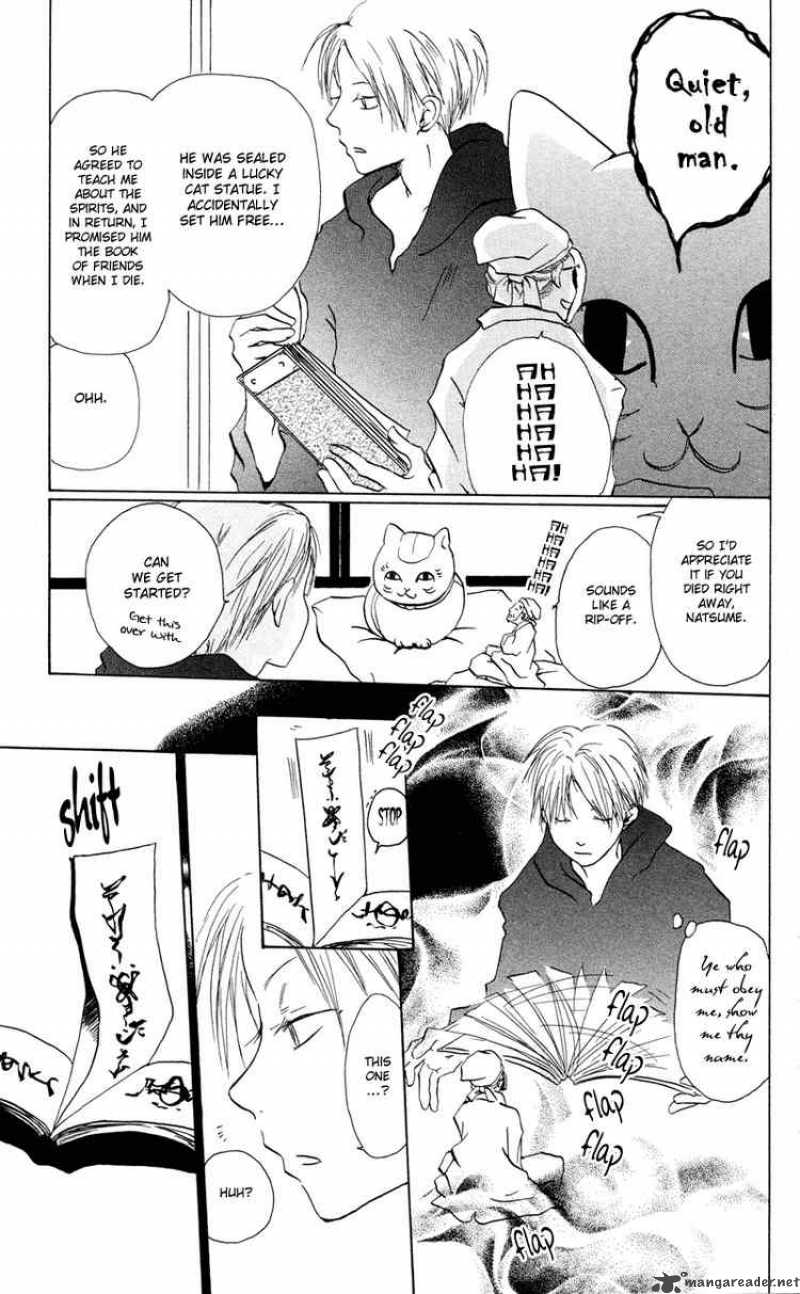 Quiet,
old
man.
HE WAS SEALED
INSIDE A LUCKY
CAT STATUE. I
ACCIDENTALLY
SET HIM FREE...
SO HE
AGREED TO
TEACH ME
ABOUT THE
SPIRITS, AND
IN RETURN, I
PROMISED HIM
THE BOOK
OF FRIENDS
WHEN I DIE.
AH
HA
HA
HA
HA
HA!
OHH.
SO I'D
APPRECIATE
IT IF YOU
DIED RIGHT
AWAY,
NATSUME.
SOUNDS
LIKE A
RIP-OFF.
AH
HA
HA
HA
HA
HA!
CAN
WE GET
STARTED?
Get this
over with
flap
flap
flap
flap
Ye who
must obey
me, show
me thy
name.
flap
flap
flap
flap
flap
STOP
THIS
ONE
...?
HUH?
shift
mangareader.net